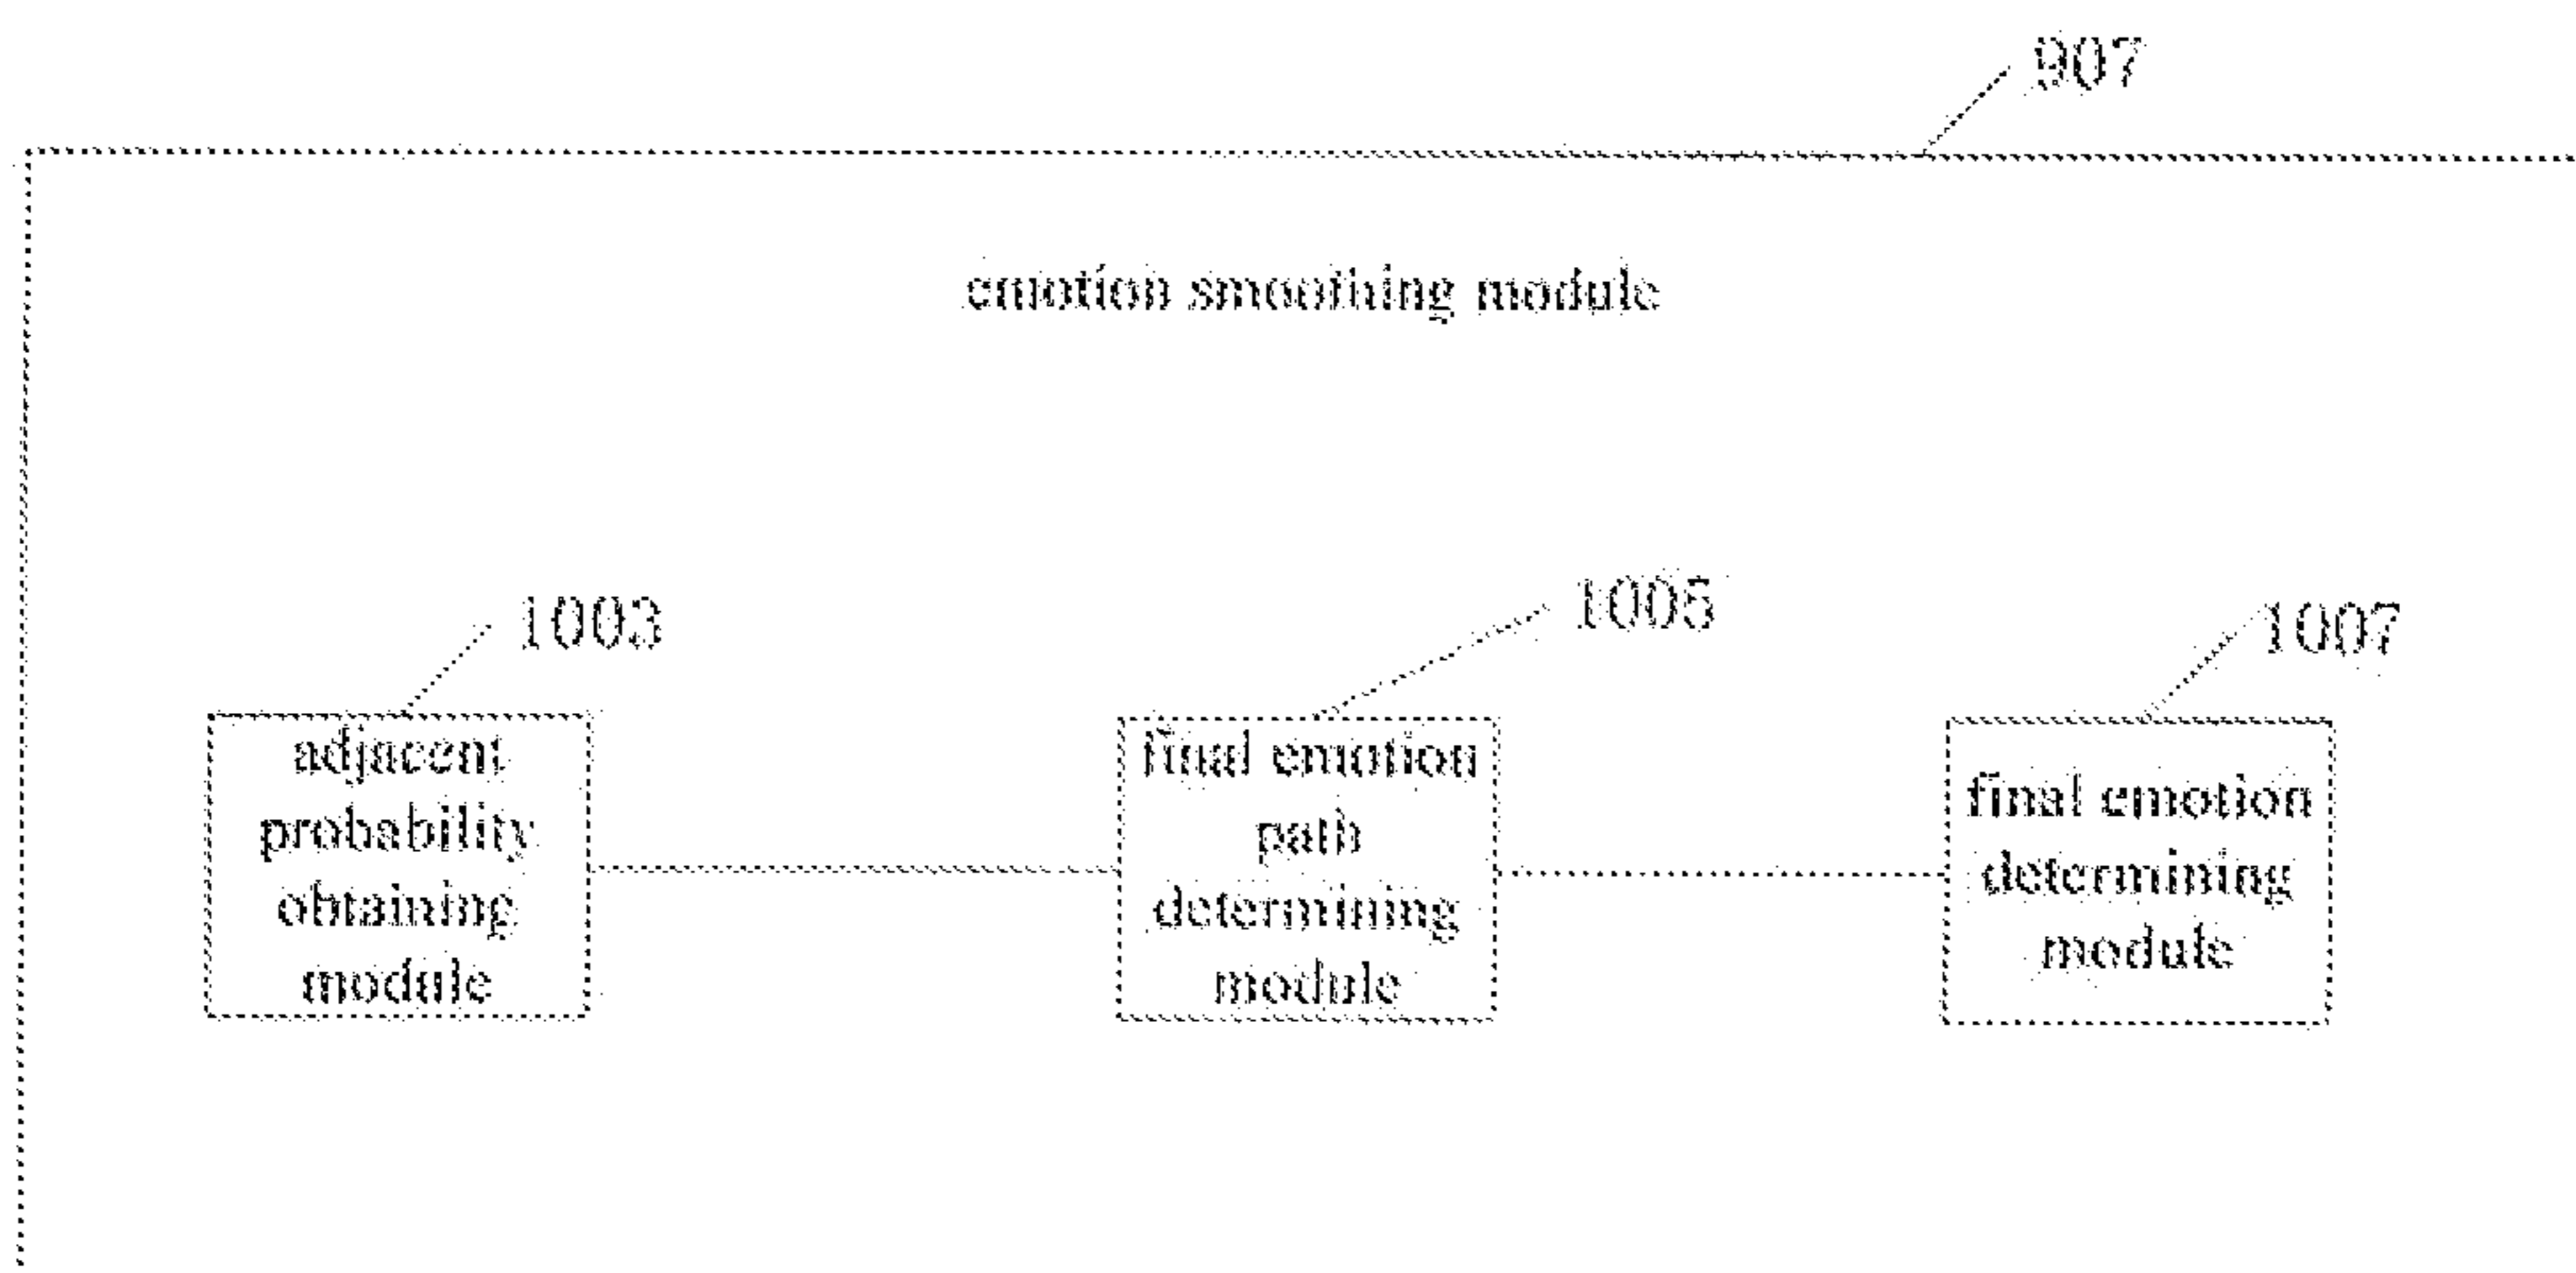 907
emotion smoothing module
1003
1005
1007
adjacent
probability
obtaining
module
final emotion
path
determining
module
final emotion
determining
module